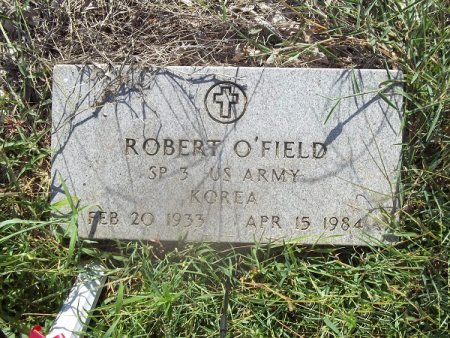 ROBERT O'FIELD
SP 3 US ARMY
KOREA
FEB 20 1933 APR 15 1984